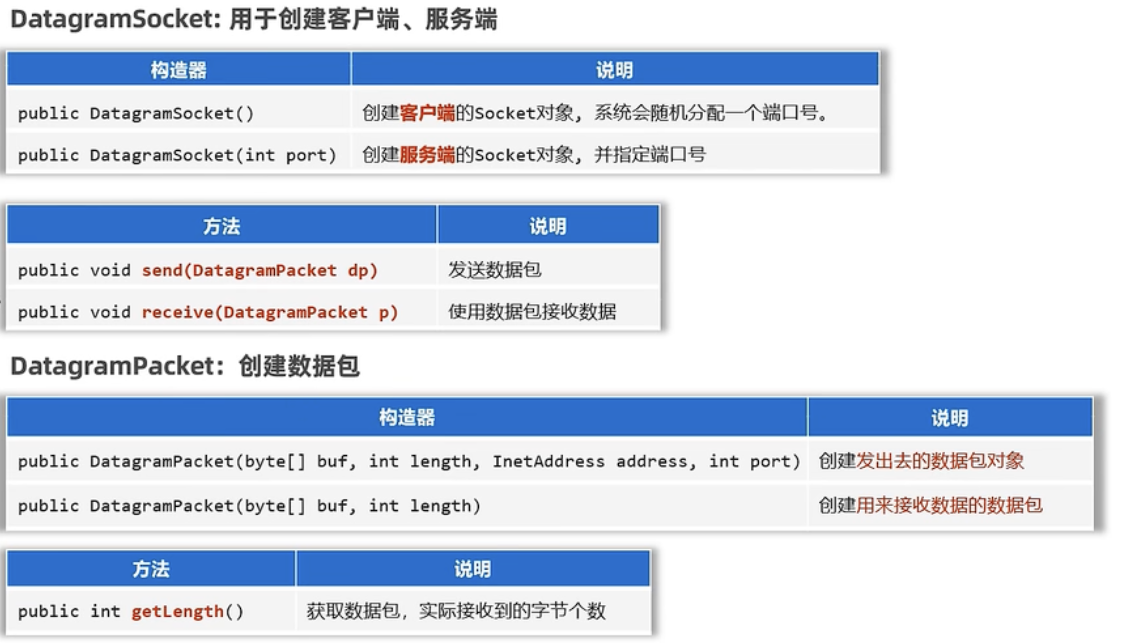 DatagramSocket: 用于创建客户端、服务端
构造器 说明
public DatagramSocket() 创建客户端的Socket对象，系统会随机分配一个端口号。
public DatagramSocket(int port) 创建服务端的Socket对象，并指定端口号
方法 说明
public void send(DatagramPacket dp) 发送数据包
public void receive(DatagramPacket p) 使用数据包接收数据
DatagramPacket：创建数据包
构造器 说明
public DatagramPacket(byte[] buf, int length, InetAddress address, int port) 创建发出去的数据包对象
public DatagramPacket(byte[] buf, int length) 创建用来接收数据的数据包
方法 说明
public int getLength() 获取数据包，实际接收到的字节个数